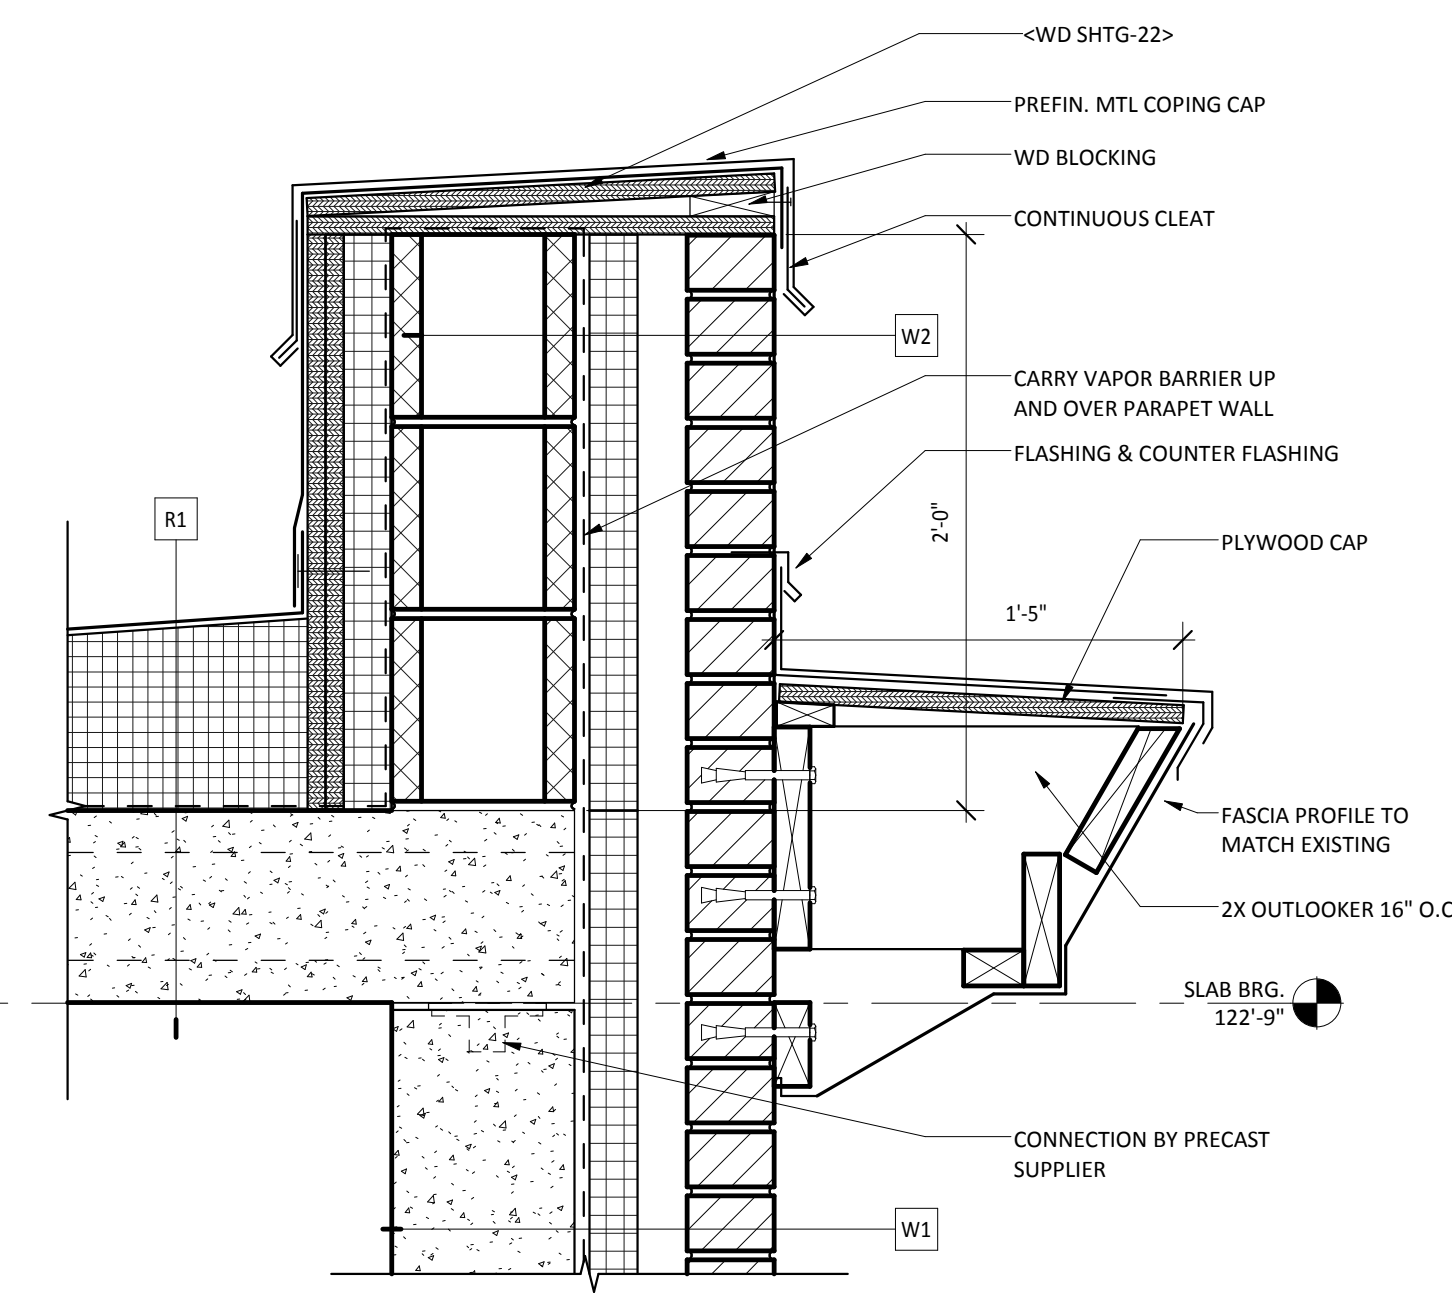 <WD SHTG-22>
PREFIN. MTL COPING CAP
WD BLOCKING
CONTINUOUS CLEAT
W2
CARRY VAPOR BARRIER UP
AND OVER PARAPET WALL
FLASHING & COUNTER FLASHING
R1
2'-0"
PLYWOOD CAP
1'-5"
FASCIA PROFILE TO
MATCH EXISTING
2X OUTLOOKER 16" O.C
SLAB BRG.
122'-9"
CONNECTION BY PRECAST
SUPPLIER
W1